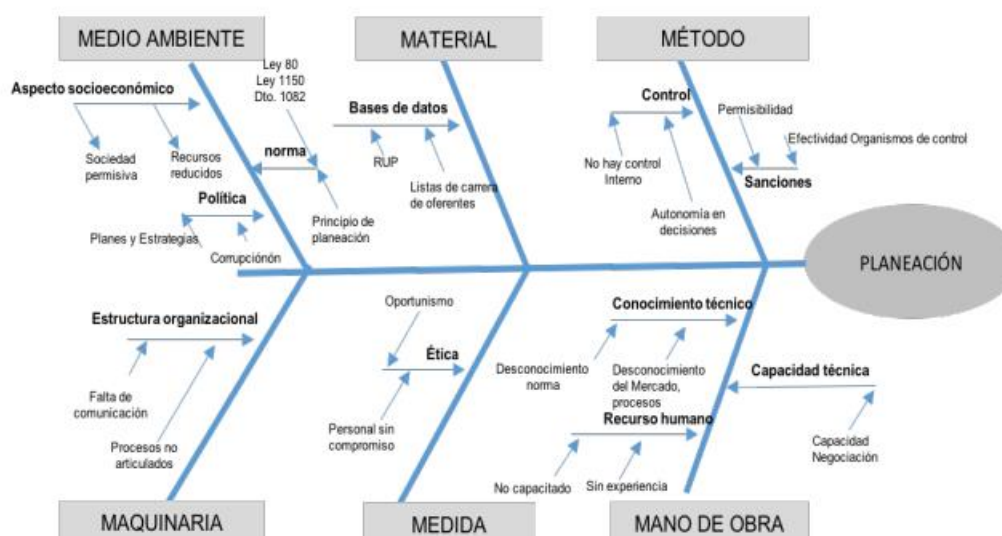 MEDIO AMBIENTE
MATERIAL
MÉTODO
Ley 80
Ley 1150
Dto. 1082
Aspecto socioeconómico
Bases de datos
Control
Permisibilidad
Efectividad Organismos de control
Sociedad
permisiva
Recursos
reducidos
norma
RUP
Listas de carrera
de oferentes
No hay control
Interno
Sanciones
Política
Planes y Estrategias
Corrupciónón
Principio de
planeación
Autonomía en
decisiones
PLANEACIÓN
Estructura organizacional
Falta de
comunicación
Procesos no
articulados
Oportunismo
Ética
Personal sin
compromiso
Conocimiento técnico
Desconocimiento
norma
Desconocimiento
del Mercado,
procesos
Capacidad técnica
Recurso humano
No capacitado
Sin experiencia
Capacidad
Negociación
MAQUINARIA
MEDIDA
MANO DE OBRA